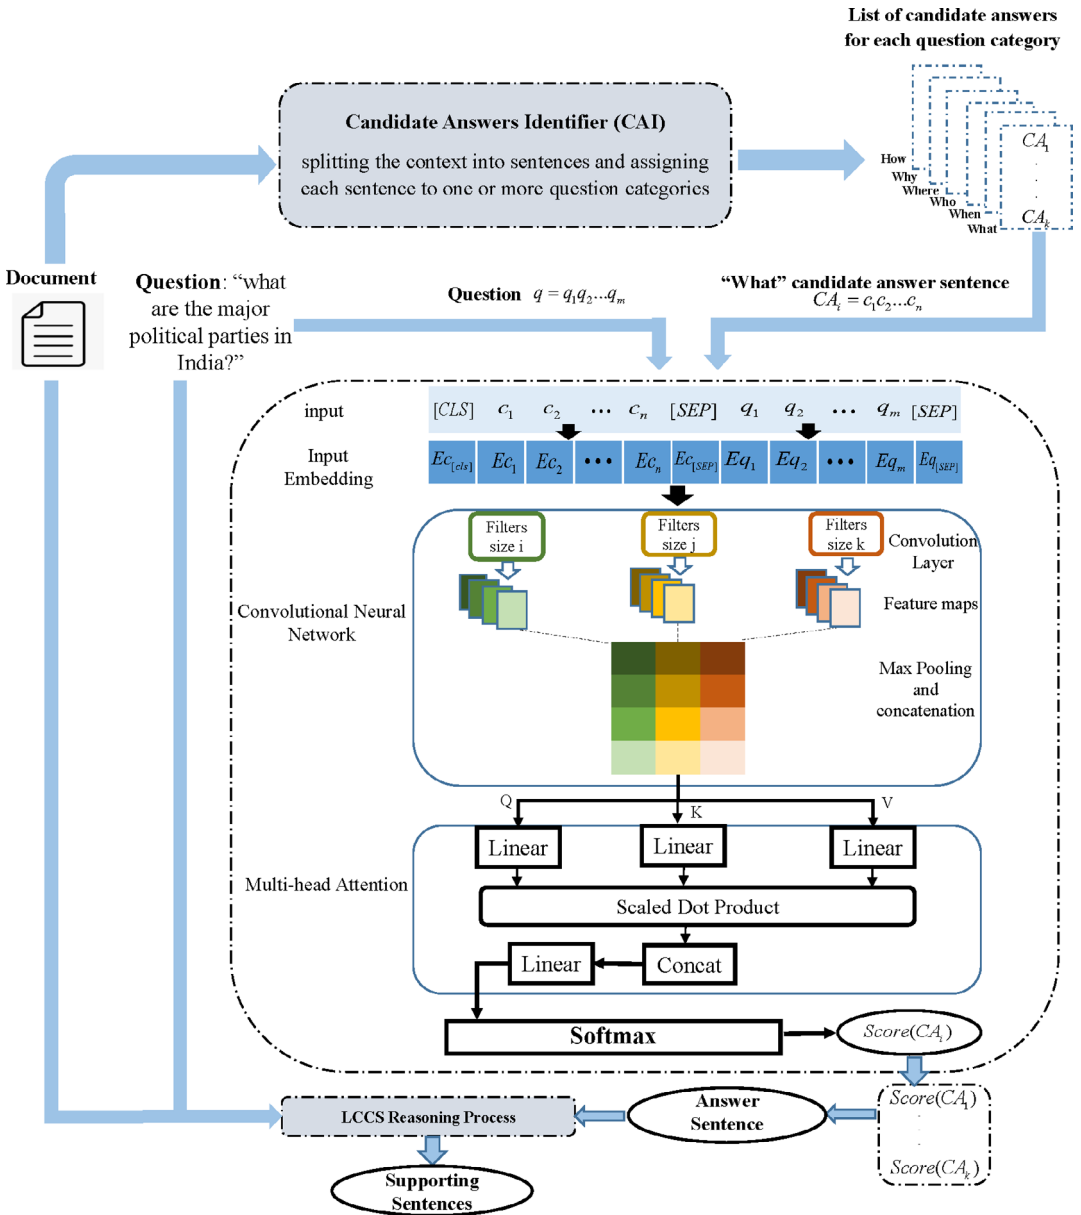 List of candidate answers
for each question category
Candidate Answers Identifier (CAI)
splitting the context into sentences and assigning
each sentence to one or more question categories
CA₁
.
.
.
CAₖ
How
Why
Where
Who
When
What
Document
Question: “what
are the major
political parties in
India?”
Question q = q₁q₂...qₘ
“What” candidate answer sentence
CAᵢ = c₁c₂...cₙ
input
[CLS] c₁ c₂ ... cₙ [SEP] q₁ q₂ ... qₘ [SEP]
Input
Embedding
Ec[cls] Ec₁ Ec₂ ... Ecₙ Ec[SEP] Eq₁ Eq₂ ... Eqₘ Eq[SEP]
Filters
size i
Filters
size j
Filters
size k
Convolution
Layer
Feature maps
Convolutional Neural
Network
Max Pooling
and
concatenation
Q
K
V
Linear
Linear
Linear
Multi-head Attention
Scaled Dot Product
Linear
Concat
Softmax
Score(CAᵢ)
Score(CA₁)
.
.
.
Score(CAₖ)
Answer
Sentence
LCCS Reasoning Process
Supporting
Sentences